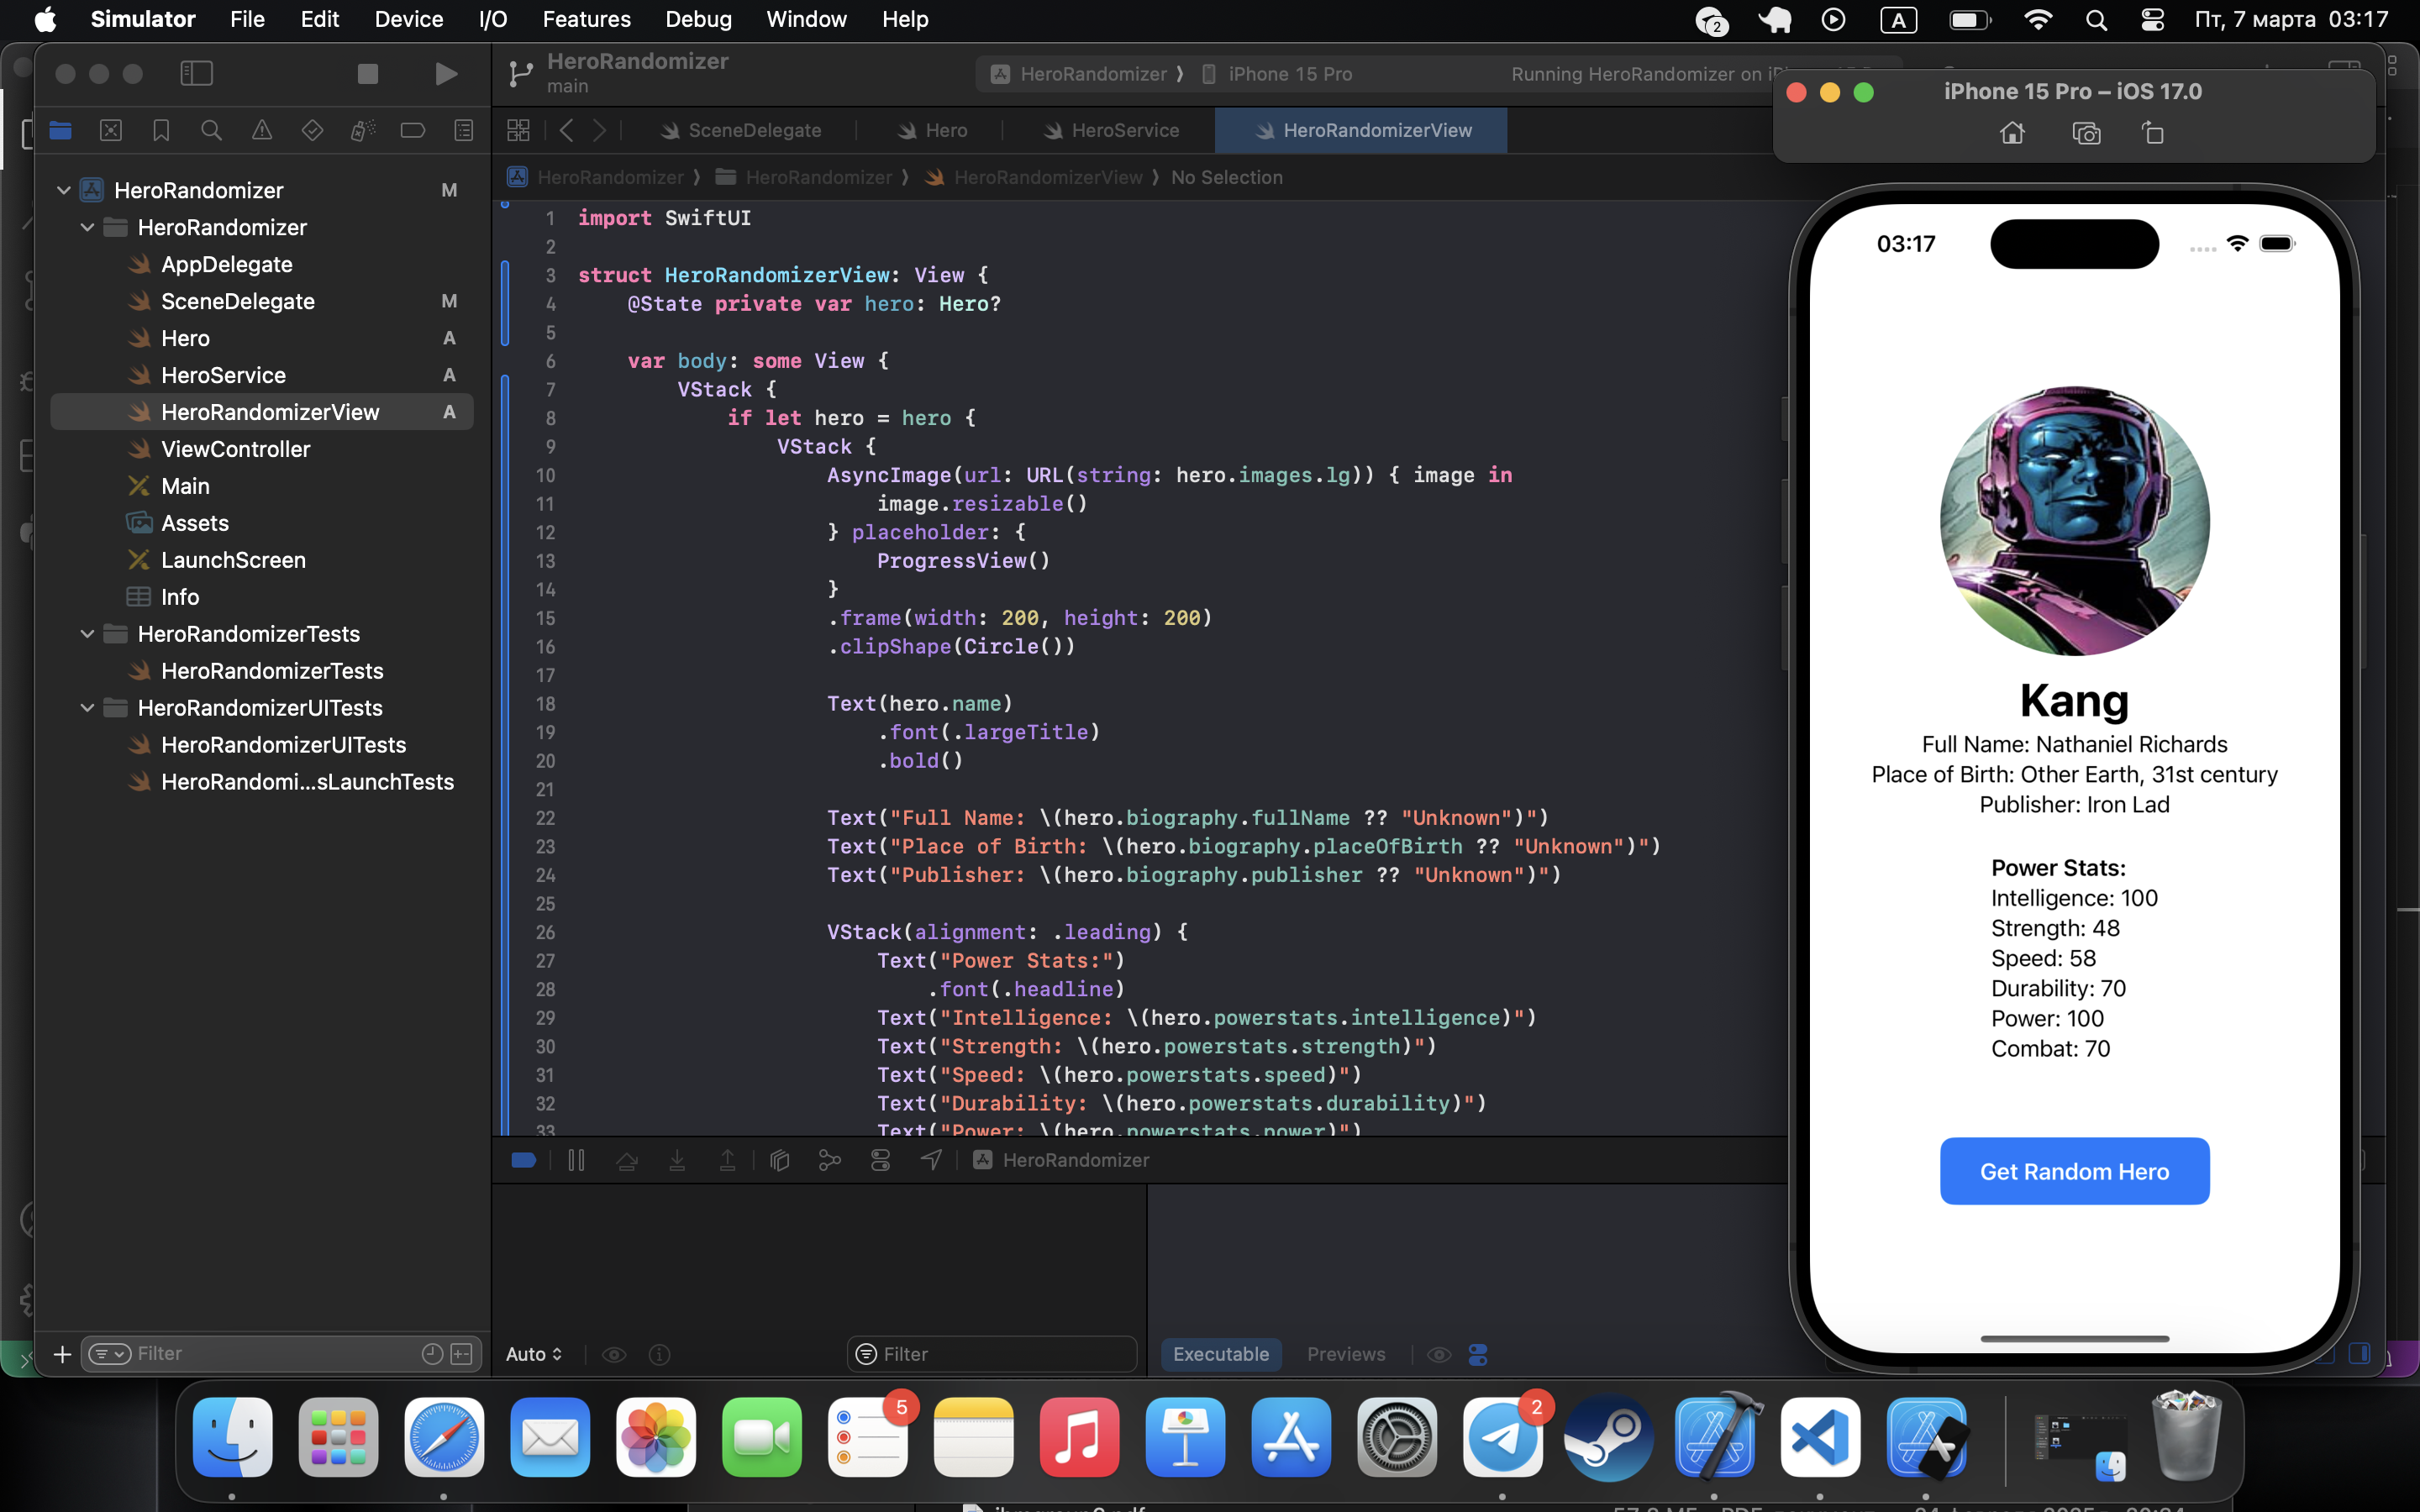 Simulator File Edit Device I/O Features Debug Window Help
2 A Пт, 7 марта 03:17
HeroRandomizer
main
HeroRandomizer iPhone 15 Pro Running HeroRandomizer on
SceneDelegate Hero HeroService HeroRandomizerView
HeroRandomizer HeroRandomizer HeroRandomizerView No Selection
HeroRandomizer M
HeroRandomizer
AppDelegate
SceneDelegate M
Hero A
HeroService A
HeroRandomizerView A
ViewController
Main
Assets
LaunchScreen
Info
HeroRandomizerTests
HeroRandomizerTests
HeroRandomizerUITests
HeroRandomizerUITests
HeroRandomi...sLaunchTests
Filter
1 import SwiftUI
2
3 struct HeroRandomizerView: View {
4 @State private var hero: Hero?
5
6 var body: some View {
7 VStack {
8 if let hero = hero {
9 VStack {
10 AsyncImage(url: URL(string: hero.images.lg)) { image in
11 image.resizable()
12 } placeholder: {
13 ProgressView()
14 }
15 .frame(width: 200, height: 200)
16 .clipShape(Circle())
17
18 Text(hero.name)
19 .font(.largeTitle)
20 .bold()
21
22 Text("Full Name: \(hero.biography.fullName ?? "Unknown")")
23 Text("Place of Birth: \(hero.biography.placeOfBirth ?? "Unknown")")
24 Text("Publisher: \(hero.biography.publisher ?? "Unknown")")
25
26 VStack(alignment: .leading) {
27 Text("Power Stats:")
28 .font(.headline)
29 Text("Intelligence: \(hero.powerstats.intelligence)")
30 Text("Strength: \(hero.powerstats.strength)")
31 Text("Speed: \(hero.powerstats.speed)")
32 Text("Durability: \(hero.powerstats.durability)")
33 Text("Power: \(hero.powerstats.power)")
HeroRandomizer
Auto
Filter
Executable Previews
iPhone 15 Pro – iOS 17.0
03:17
Kang
Full Name: Nathaniel Richards
Place of Birth: Other Earth, 31st century
Publisher: Iron Lad
Power Stats:
Intelligence: 100
Strength: 48
Speed: 58
Durability: 70
Power: 100
Combat: 70
Get Random Hero
5
2